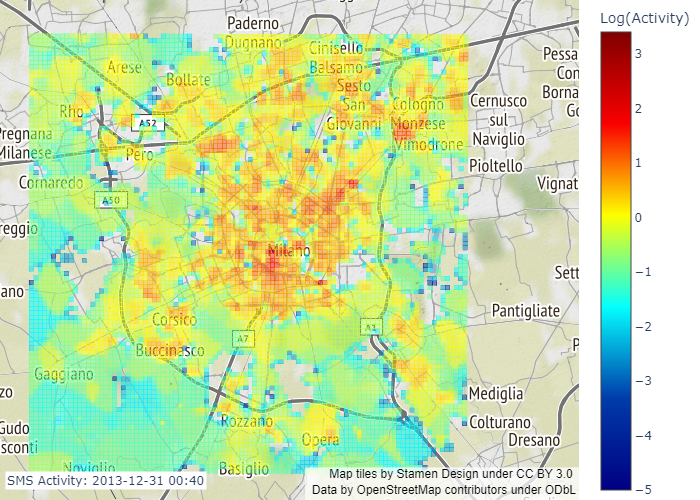 Paderno
Dugnano
Cinisello
Balsamo
Arese
Bollate
Sesto
San
Giovanni
Rho
Cologno
Monzese
Cernusco
sul
Naviglio
Pessa
Con
Borna
Go
A52
Pregnana
Milanese
Pero
Vimodrone
Pioltello
Cornaredo
Vignat
A50
reggio
Milano
Sett
ano
Pantigliate
Corsico
A7
A1
P
Buccinasco
Gaggiano
zo
Mediglia
Rozzano
Colturano
Gudo
sconti
Opera
Dresano
Noviglio
Basiglio
SMS Activity: 2013-12-31 00:40
Map tiles by Stamen Design under CC BY 3.0
Data by OpenStreetMap contributors under ODbL
Log(Activity)
3
2
1
0
−1
−2
−3
−4
−5